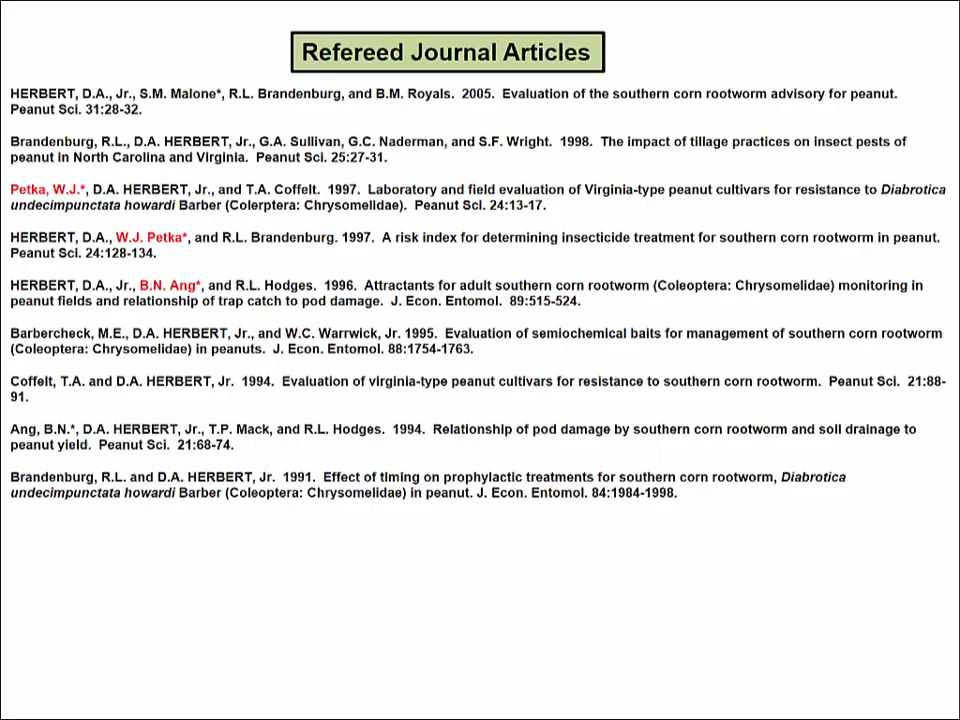 Refereed Journal Articles
HERBERT, D.A., Jr., S.M. Malone*, R.L. Brandenburg, and B.M. Royals. 2005. Evaluation of the southern corn rootworm advisory for peanut.
Peanut Sci. 31:28-32.
Brandenburg, R.L., D.A. HERBERT, Jr., G.A. Sullivan, G.C. Naderman, and S.F. Wright. 1998. The impact of tillage practices on insect pests of
peanut in North Carolina and Virginia. Peanut Sci. 25:27-31.
Petka, W.J.*, D.A. HERBERT, Jr., and T.A. Coffelt. 1997. Laboratory and field evaluation of Virginia-type peanut cultivars for resistance to Diabrotica
undecimpunctata howardi Barber (Colerptera: Chrysomelidae). Peanut Sci. 24:13-17.
HERBERT, D.A., W.J. Petka*, and R.L. Brandenburg. 1997. A risk index for determining insecticide treatment for southern corn rootworm in peanut.
Peanut Sci. 24:128-134.
HERBERT, D.A., Jr., B.N. Ang*, and R.L. Hodges. 1996. Attractants for adult southern corn rootworm (Coleoptera: Chrysomelidae) monitoring in
peanut fields and relationship of trap catch to pod damage. J. Econ. Entomol. 89:515-524.
Barbercheck, M.E., D.A. HERBERT, Jr., and W.C. Warrwick, Jr. 1995. Evaluation of semiochemical baits for management of southern corn rootworm
(Coleoptera: Chrysomelidae) in peanuts. J. Econ. Entomol. 88:1754-1763.
Coffelt, T.A. and D.A. HERBERT, Jr. 1994. Evaluation of virginia-type peanut cultivars for resistance to southern corn rootworm. Peanut Sci. 21:88-
91.
Ang, B.N.*, D.A. HERBERT, Jr., T.P. Mack, and R.L. Hodges. 1994. Relationship of pod damage by southern corn rootworm and soil drainage to
peanut yield. Peanut Sci. 21:68-74.
Brandenburg, R.L. and D.A. HERBERT, Jr. 1991. Effect of timing on prophylactic treatments for southern corn rootworm, Diabrotica
undecimpunctata howardi Barber (Coleoptera: Chrysomelidae) in peanut. J. Econ. Entomol. 84:1984-1998.